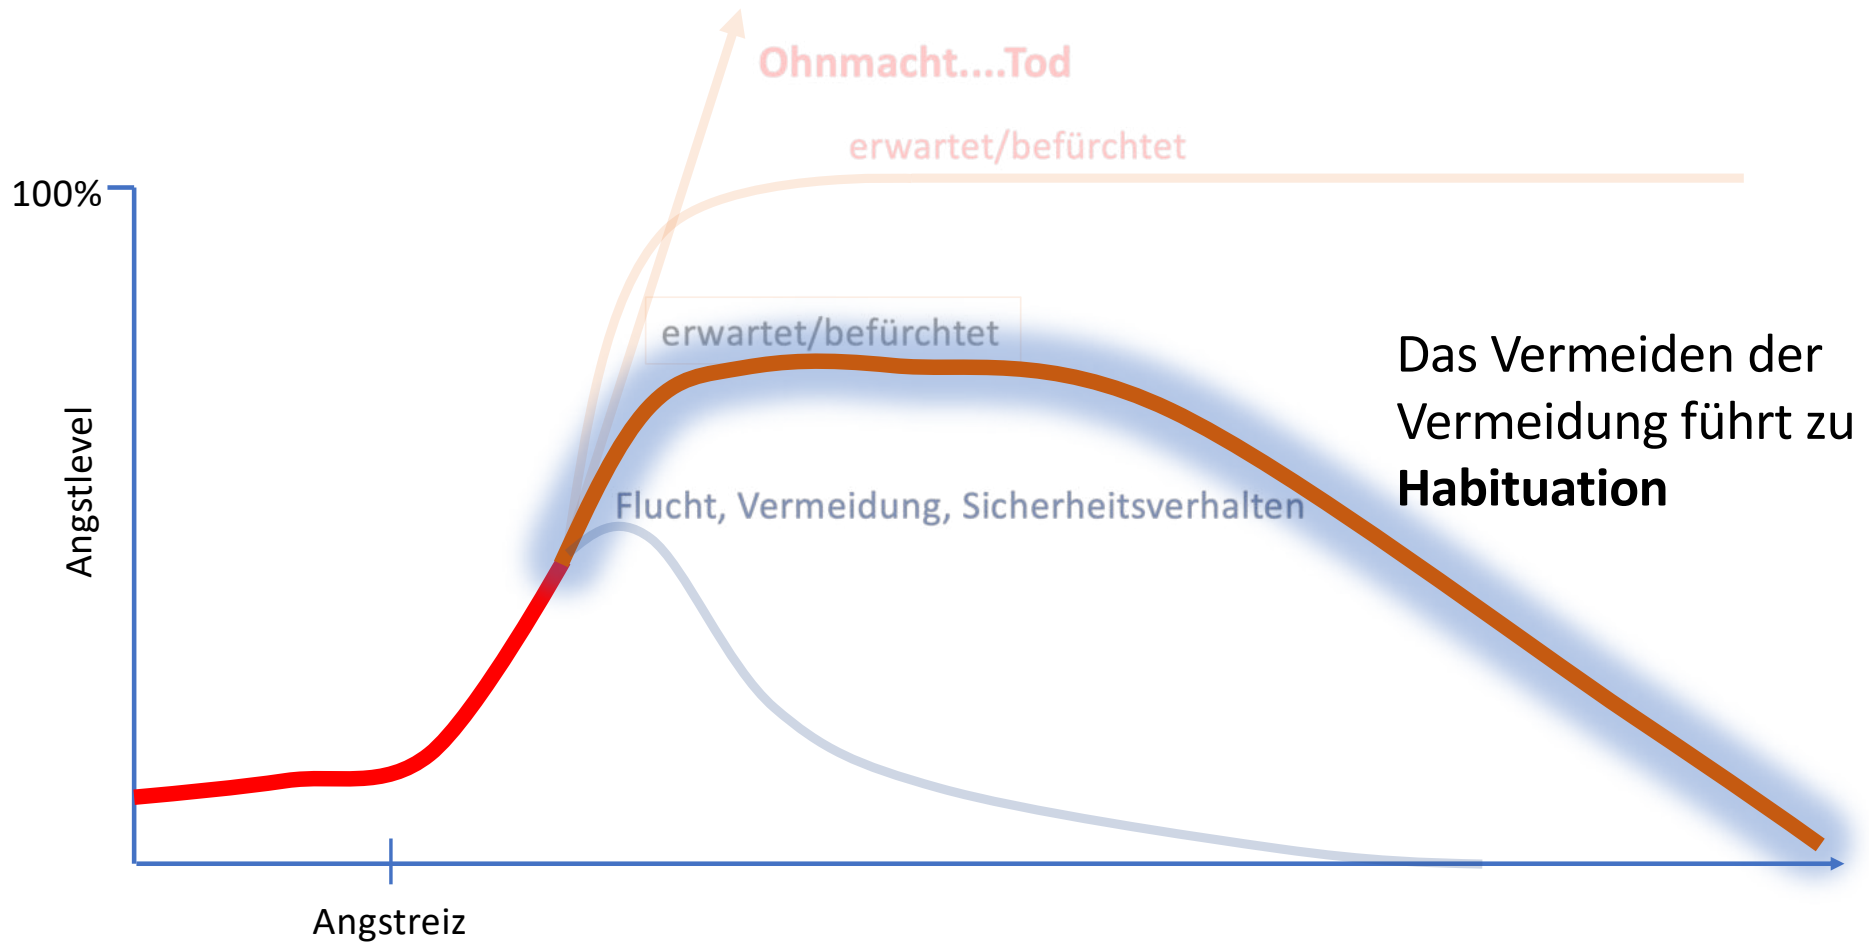 Ohnmacht....Tod
erwartet/befürchtet
100%
erwartet/befürchtet
Das Vermeiden der
Vermeidung führt zu
Habituation
Angstlevel
Flucht, Vermeidung, Sicherheitsverhalten
Angstreiz